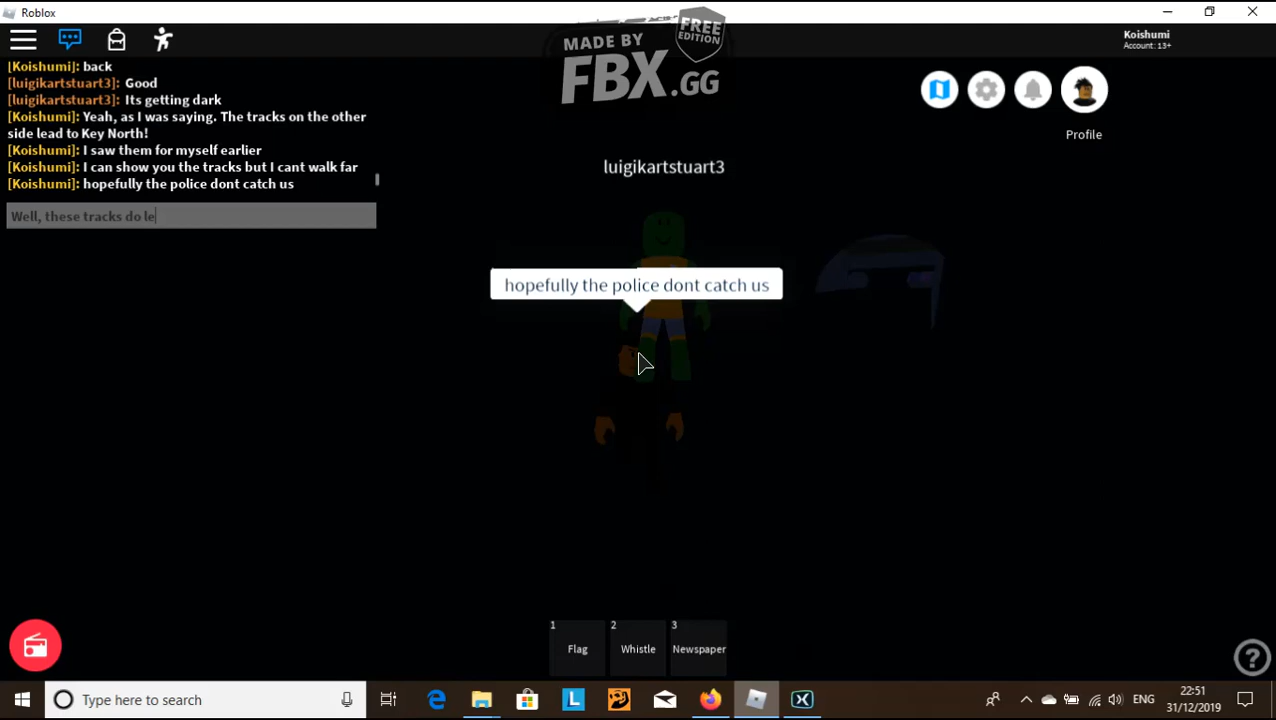 Roblox
MADE BY
FREE
EDITION
FBX.GG
Koishumi
Account: 13+
[Koishumi]: back
[luigikartstuart3]: Good
[luigikartstuart3]: Its getting dark
[Koishumi]: Yeah, as I was saying. The tracks on the other
side lead to Key North!
[Koishumi]: I saw them for myself earlier
[Koishumi]: I can show you the tracks but I cant walk far
[Koishumi]: hopefully the police dont catch us
Well, these tracks do le
Profile
luigikartstuart3
hopefully the police dont catch us
1
Flag
2
Whistle
3
Newspaper
?
Type here to search
ENG
22:51
31/12/2019